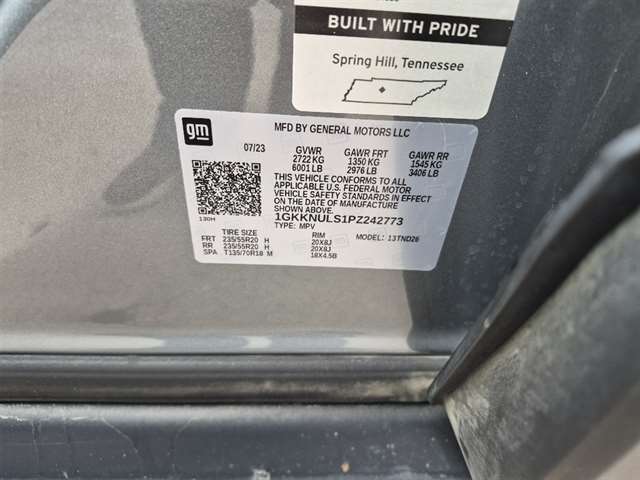 BUILT WITH PRIDE
Spring Hill, Tennessee
gm
MFD BY GENERAL MOTORS LLC
07/23 GVWR GAWR FRT GAWR RR
2722 KG 1350 KG 1545 KG
6001 LB 2976 LB 3406 LB
THIS VEHICLE CONFORMS TO ALL
APPLICABLE U.S. FEDERAL MOTOR
VEHICLE SAFETY STANDARDS IN
EFFECT ON THE DATE OF MANUFACTURE
SHOWN ABOVE.
1GKKNULS1PZ242773
130H TYPE: MPV MODEL: 13TND26
TIRE SIZE RIM
FRT 235/55R20 H 20X8J
RR 235/55R20 H 20X8J
SPA T135/70R18 M 18X4.5B